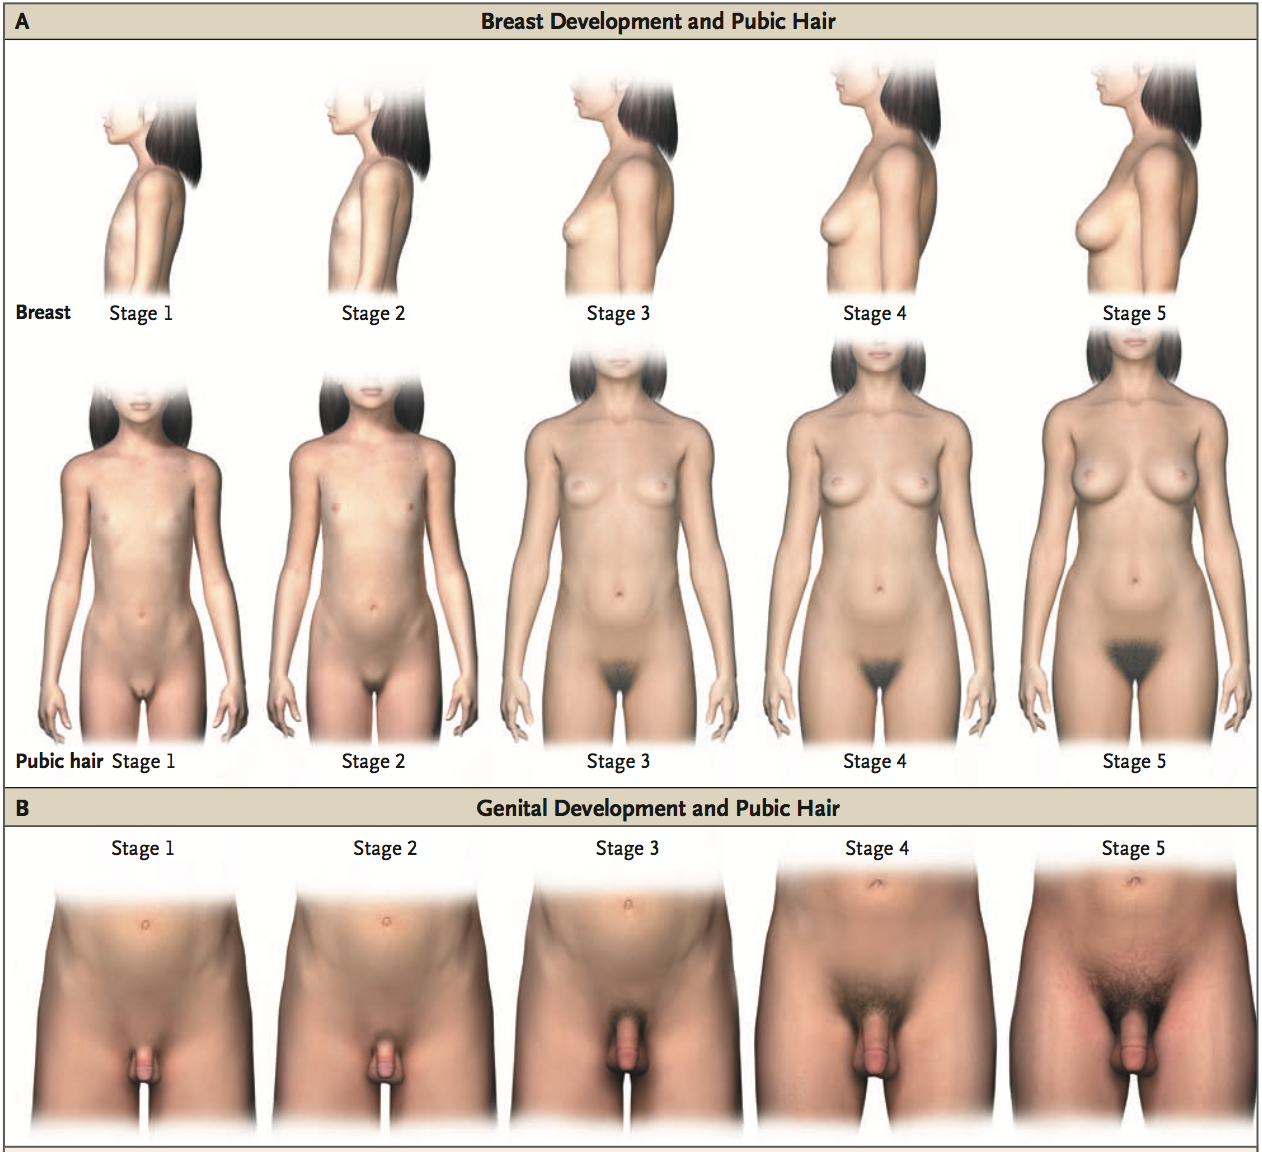 A Breast Development and Pubic Hair
Breast Stage 1 Stage 2 Stage 3 Stage 4 Stage 5
Pubic hair Stage 1 Stage 2 Stage 3 Stage 4 Stage 5
B Genital Development and Pubic Hair
Stage 1 Stage 2 Stage 3 Stage 4 Stage 5